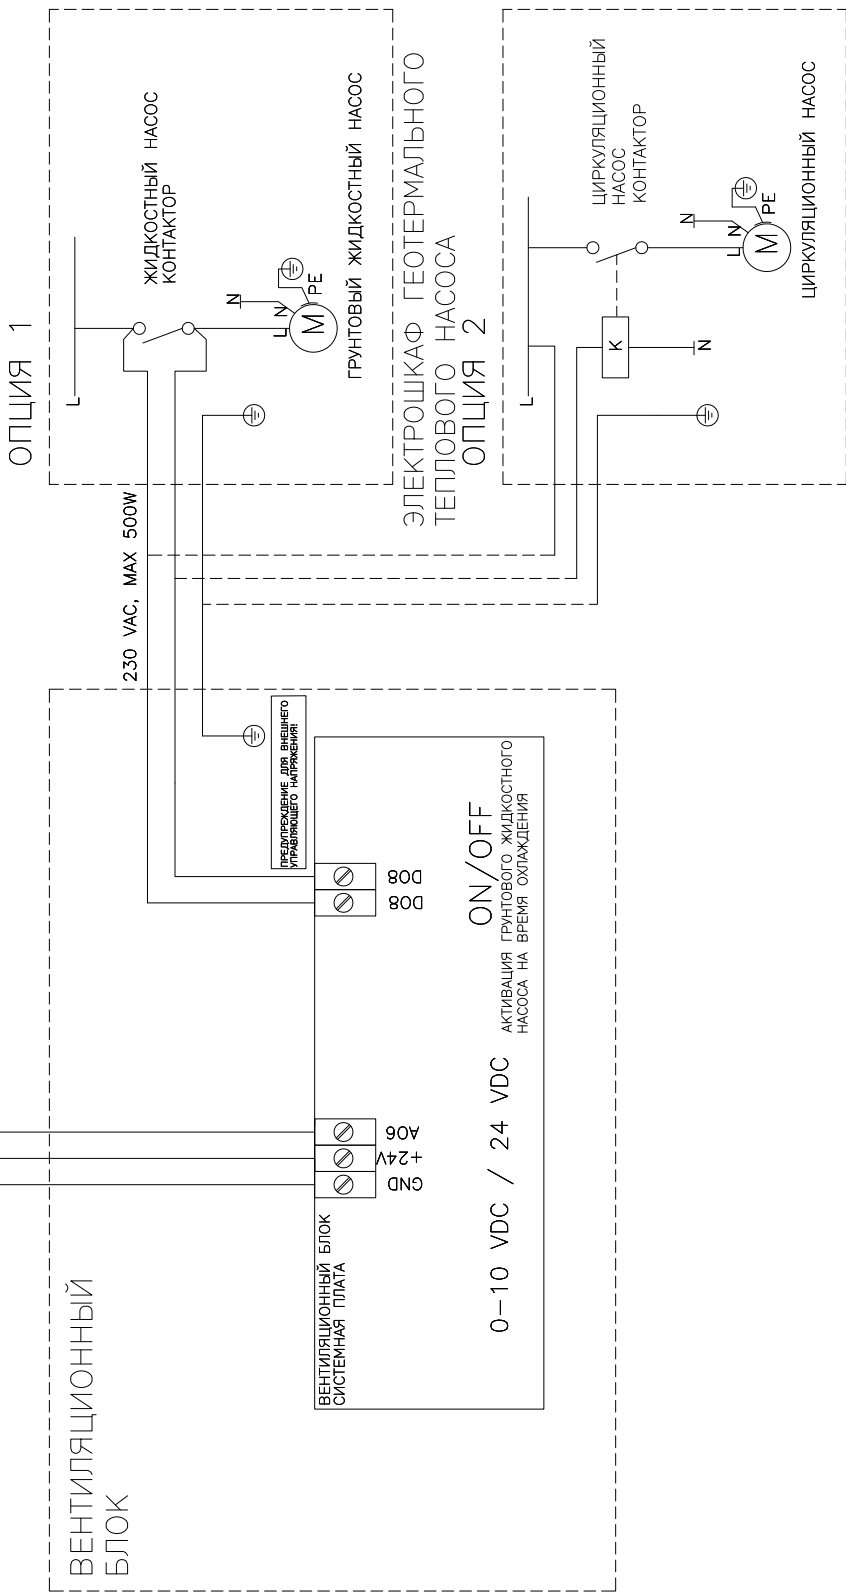 ОПЦИЯ 1
ЖИДКОСТНЫЙ НАСОС
КОНТАКТОР
L
N
L
N
PE
M
ГРУНТОВЫЙ ЖИДКОСТНЫЙ НАСОС
230 VAC, MAX 500W
ЭЛЕКТРОШКАФ ГЕОТЕРМАЛЬНОГО
ТЕПЛОВОГО НАСОСА
ОПЦИЯ 2
ЦИРКУЛЯЦИОННЫЙ
НАСОС
КОНТАКТОР
L
K
N
N
L
N
PE
M
ЦИРКУЛЯЦИОННЫЙ НАСОС
ВЕНТИЛЯЦИОННЫЙ
БЛОК
ПРЕДУПРЕЖДЕНИЕ ДЛЯ ВНЕШНЕГО
УПРАВЛЯЮЩЕГО НАПРЯЖЕНИЯ!
ВЕНТИЛЯЦИОННЫЙ БЛОК
СИСТЕМНАЯ ПЛАТА
GND
+24V
AO6
DO8
DO8
0-10 VDC / 24 VDC
ON/OFF
АКТИВАЦИЯ ГРУНТОВОГО ЖИДКОСТНОГО
НАСОСА НА ВРЕМЯ ОХЛАЖДЕНИЯ